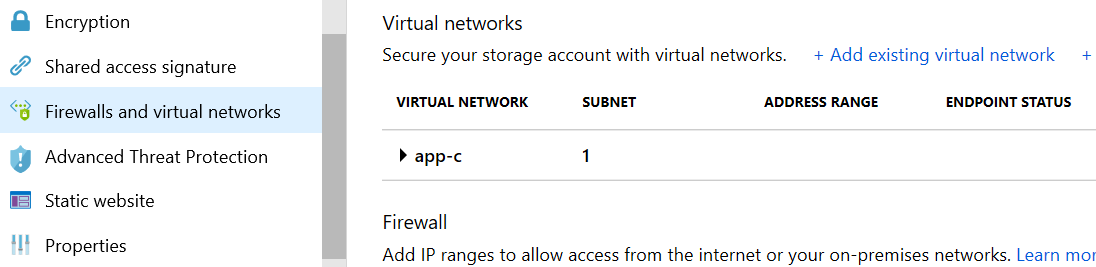 Encryption
Shared access signature
Firewalls and virtual networks
Advanced Threat Protection
Static website
Properties
Virtual networks
Secure your storage account with virtual networks. + Add existing virtual network +
VIRTUAL NETWORK SUBNET ADDRESS RANGE ENDPOINT STATUS
app-c 1
Firewall
Add IP ranges to allow access from the internet or your on-premises networks. Learn mor